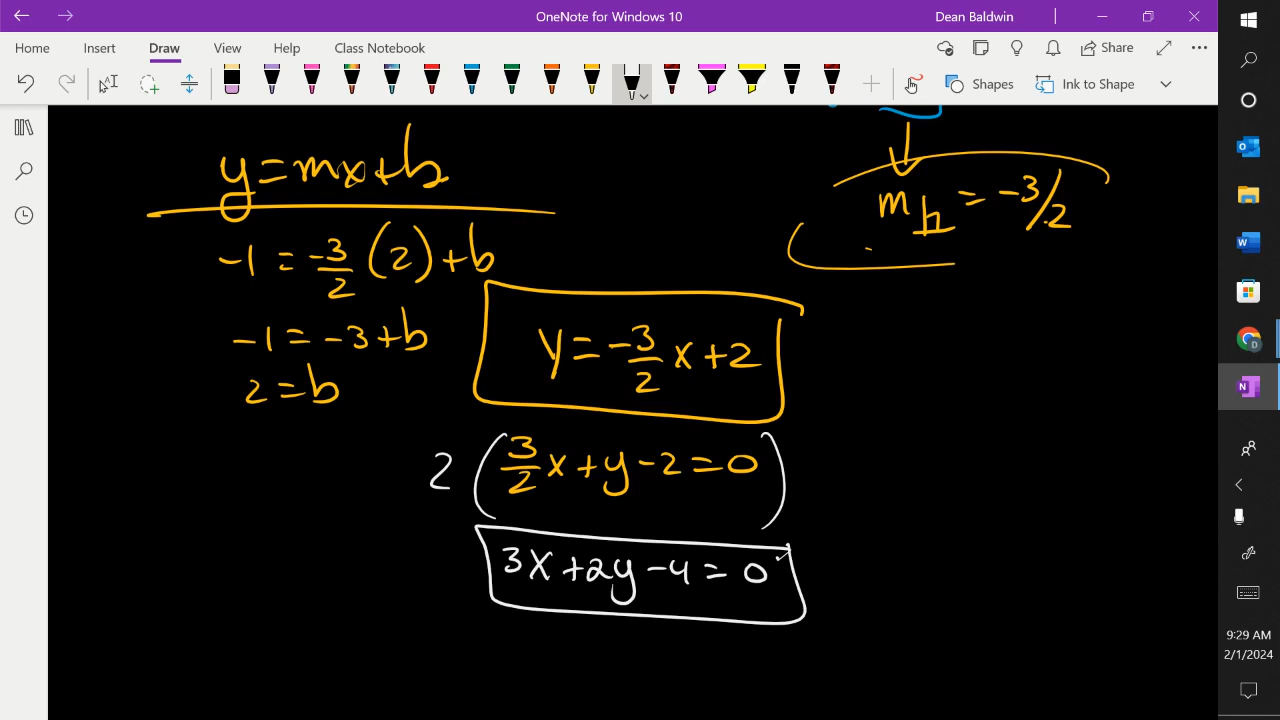 OneNote for Windows 10
Dean Baldwin
Home Insert Draw View Help Class Notebook
Share
Shapes
Ink to Shape
y=mx+b
m_h = -3/2
-1 = -3/2 (2) + b
-1 = -3+b
2 = b
y = -3/2 x + 2
2 (3/2 x + y - 2 = 0)
3x + 2y - 4 = 0
9:29 AM
2/1/2024